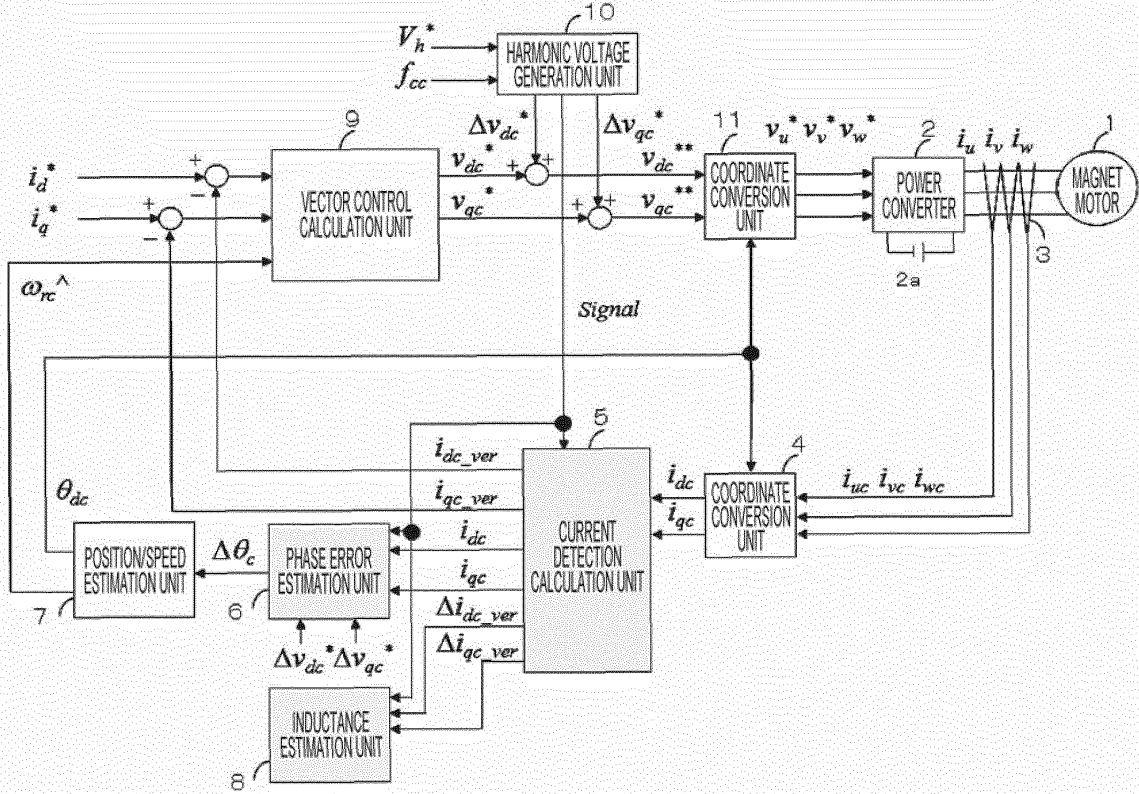 10
V_h^*
f_cc
HARMONIC VOLTAGE
GENERATION UNIT
Δv_dc^*
Δv_qc^*
9
VECTOR CONTROL
CALCULATION UNIT
i_d^*
i_q^*
+
−
+
−
ω_rc^
v_dc^*
v_qc^*
+
+
+
+
v_dc^**
v_qc^**
11
COORDINATE
CONVERSION
UNIT
v_u^* v_v^* v_w^*
2
POWER
CONVERTER
2a
i_u i_v i_w
1
MAGNET
MOTOR
3
Signal
5
CURRENT
DETECTION
CALCULATION UNIT
4
COORDINATE
CONVERSION
UNIT
i_uc i_vc i_wc
i_dc
i_qc
i_dc_ver
i_qc_ver
i_dc
i_qc
Δi_dc_ver
Δi_qc_ver
θ_dc
POSITION/SPEED
ESTIMATION UNIT
7
Δθ_c
PHASE ERROR
ESTIMATION UNIT
6
Δv_dc^* Δv_qc^*
INDUCTANCE
ESTIMATION UNIT
8